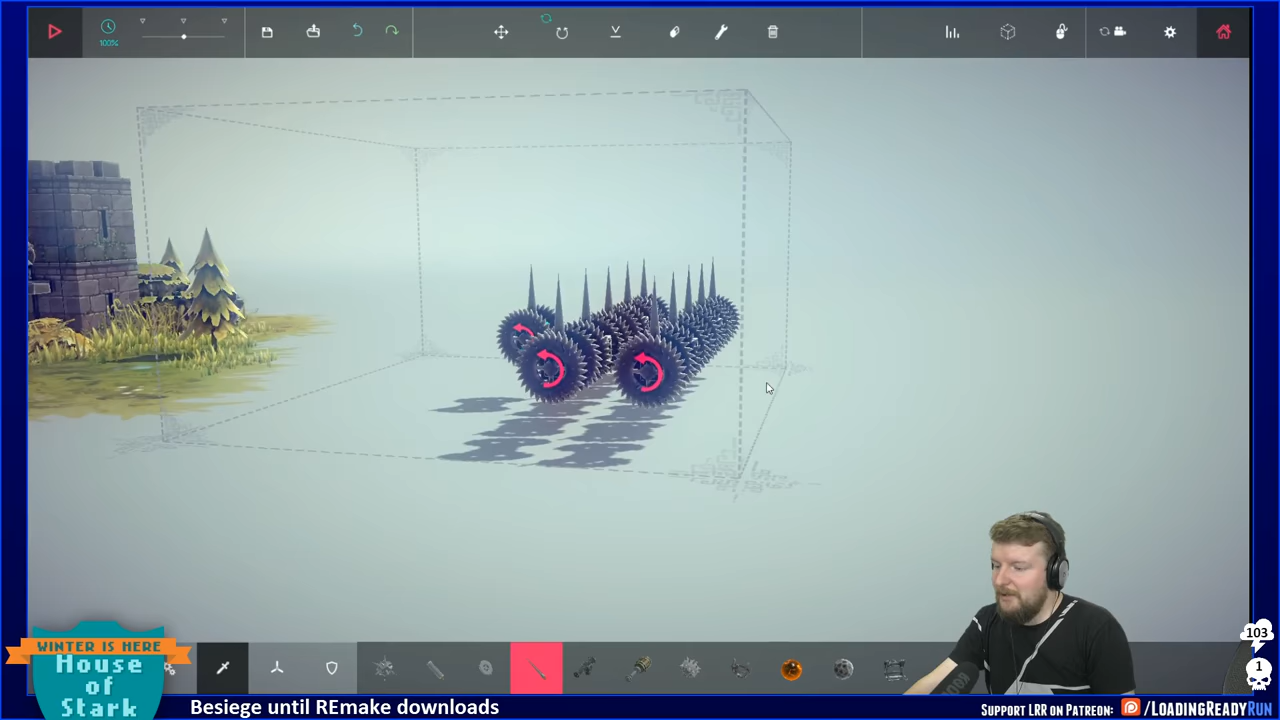 100%
WINTER IS HERE
House
of
Stark
103
1
Besiege until REmake downloads
SUPPORT LRR ON PATREON: /LOADINGREADYRUN